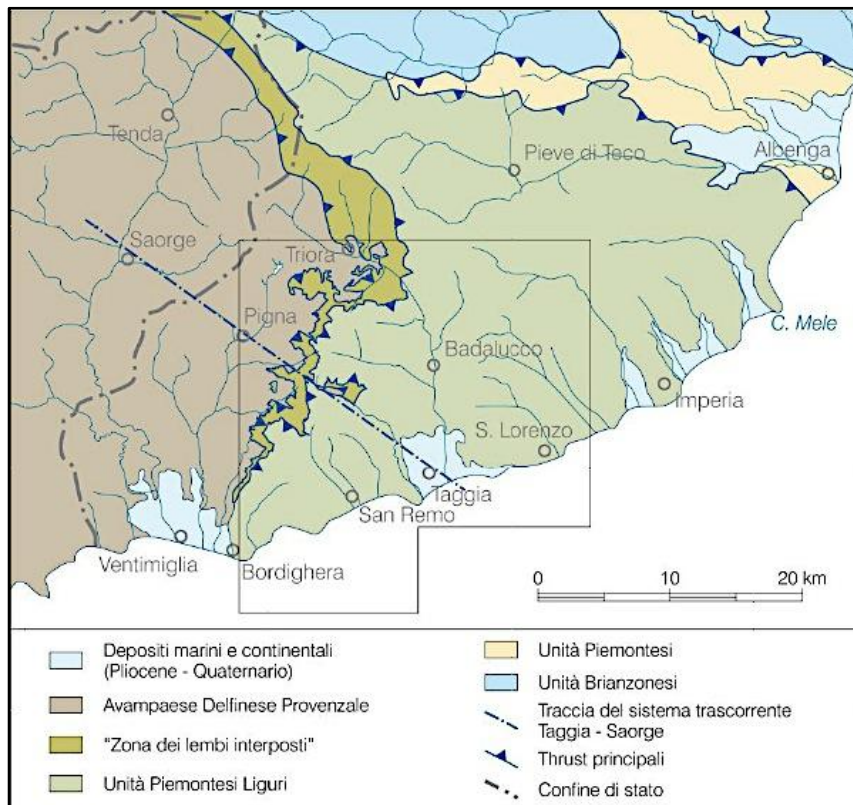 Tenda
Pieve di Teco
Albenga
Saorge
Triora
Pigna
C. Mele
Badalucco
Imperia
S. Lorenzo
Taggia
San Remo
Ventimiglia
Bordighera
0 10 20 km
Depositi marini e continentali
(Pliocene - Quaternario)
Avampaese Delfinese Provenzale
"Zona dei lembi interposti"
Unità Piemontesi Liguri
Unità Piemontesi
Unità Brianzonesi
Traccia del sistema trascorrente
Taggia - Saorge
Thrust principali
Confine di stato